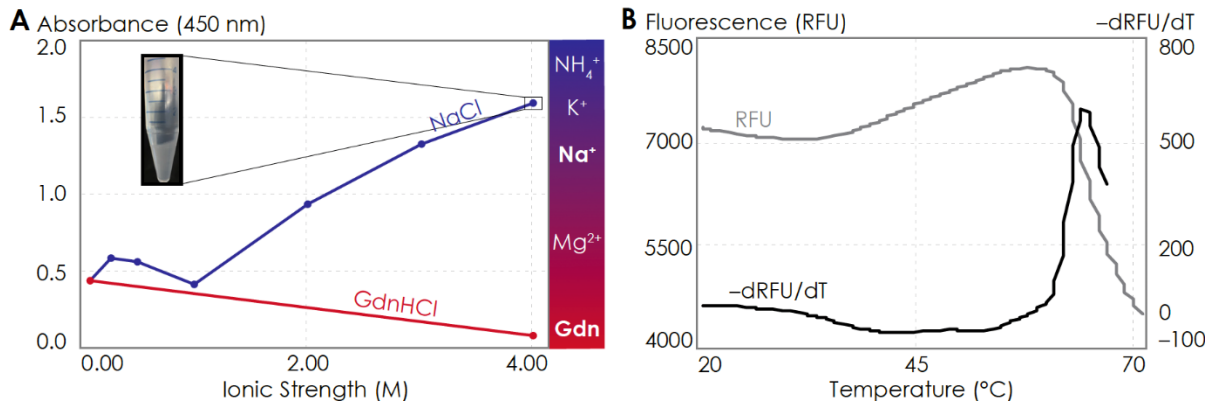 A Absorbance (450 nm)
2.0
1.5
1.0
0.5
0.0
0.00 2.00 4.00
Ionic Strength (M)
NaCl
GdnHCl
NH₄⁺
K⁺
Na⁺
Mg²⁺
Gdn
B Fluorescence (RFU) –dRFU/dT
8500
7000
5500
4000
RFU
–dRFU/dT
800
500
200
0
−100
20 45 70
Temperature (°C)